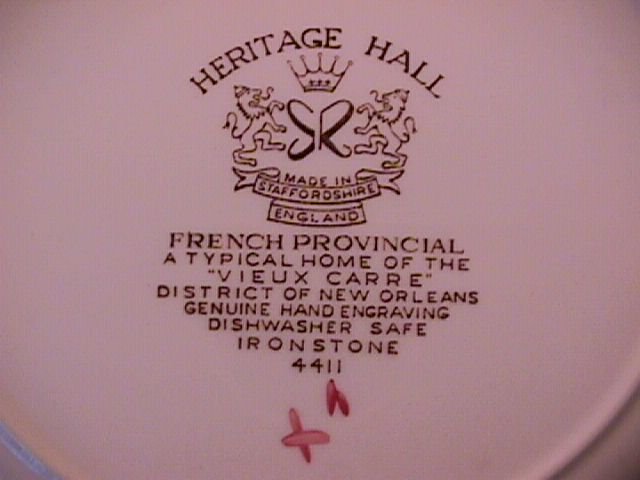 HERITAGE HALL
SR
MADE IN
STAFFORDSHIRE
ENGLAND
FRENCH PROVINCIAL
A TYPICAL HOME OF THE
"VIEUX CARRE"
DISTRICT OF NEW ORLEANS
GENUINE HAND ENGRAVING
DISHWASHER SAFE
IRONSTONE
4411